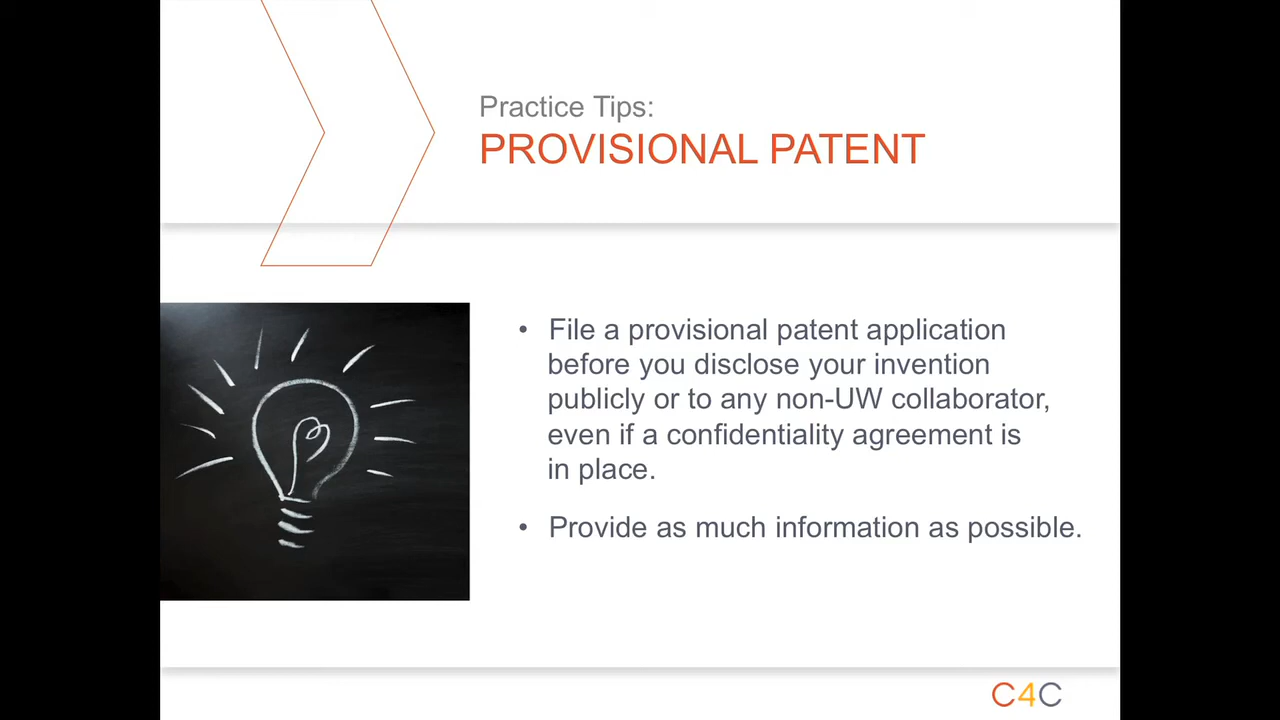 Practice Tips:
PROVISIONAL PATENT
• File a provisional patent application
before you disclose your invention
publicly or to any non-UW collaborator,
even if a confidentiality agreement is
in place.
• Provide as much information as possible.
C4C